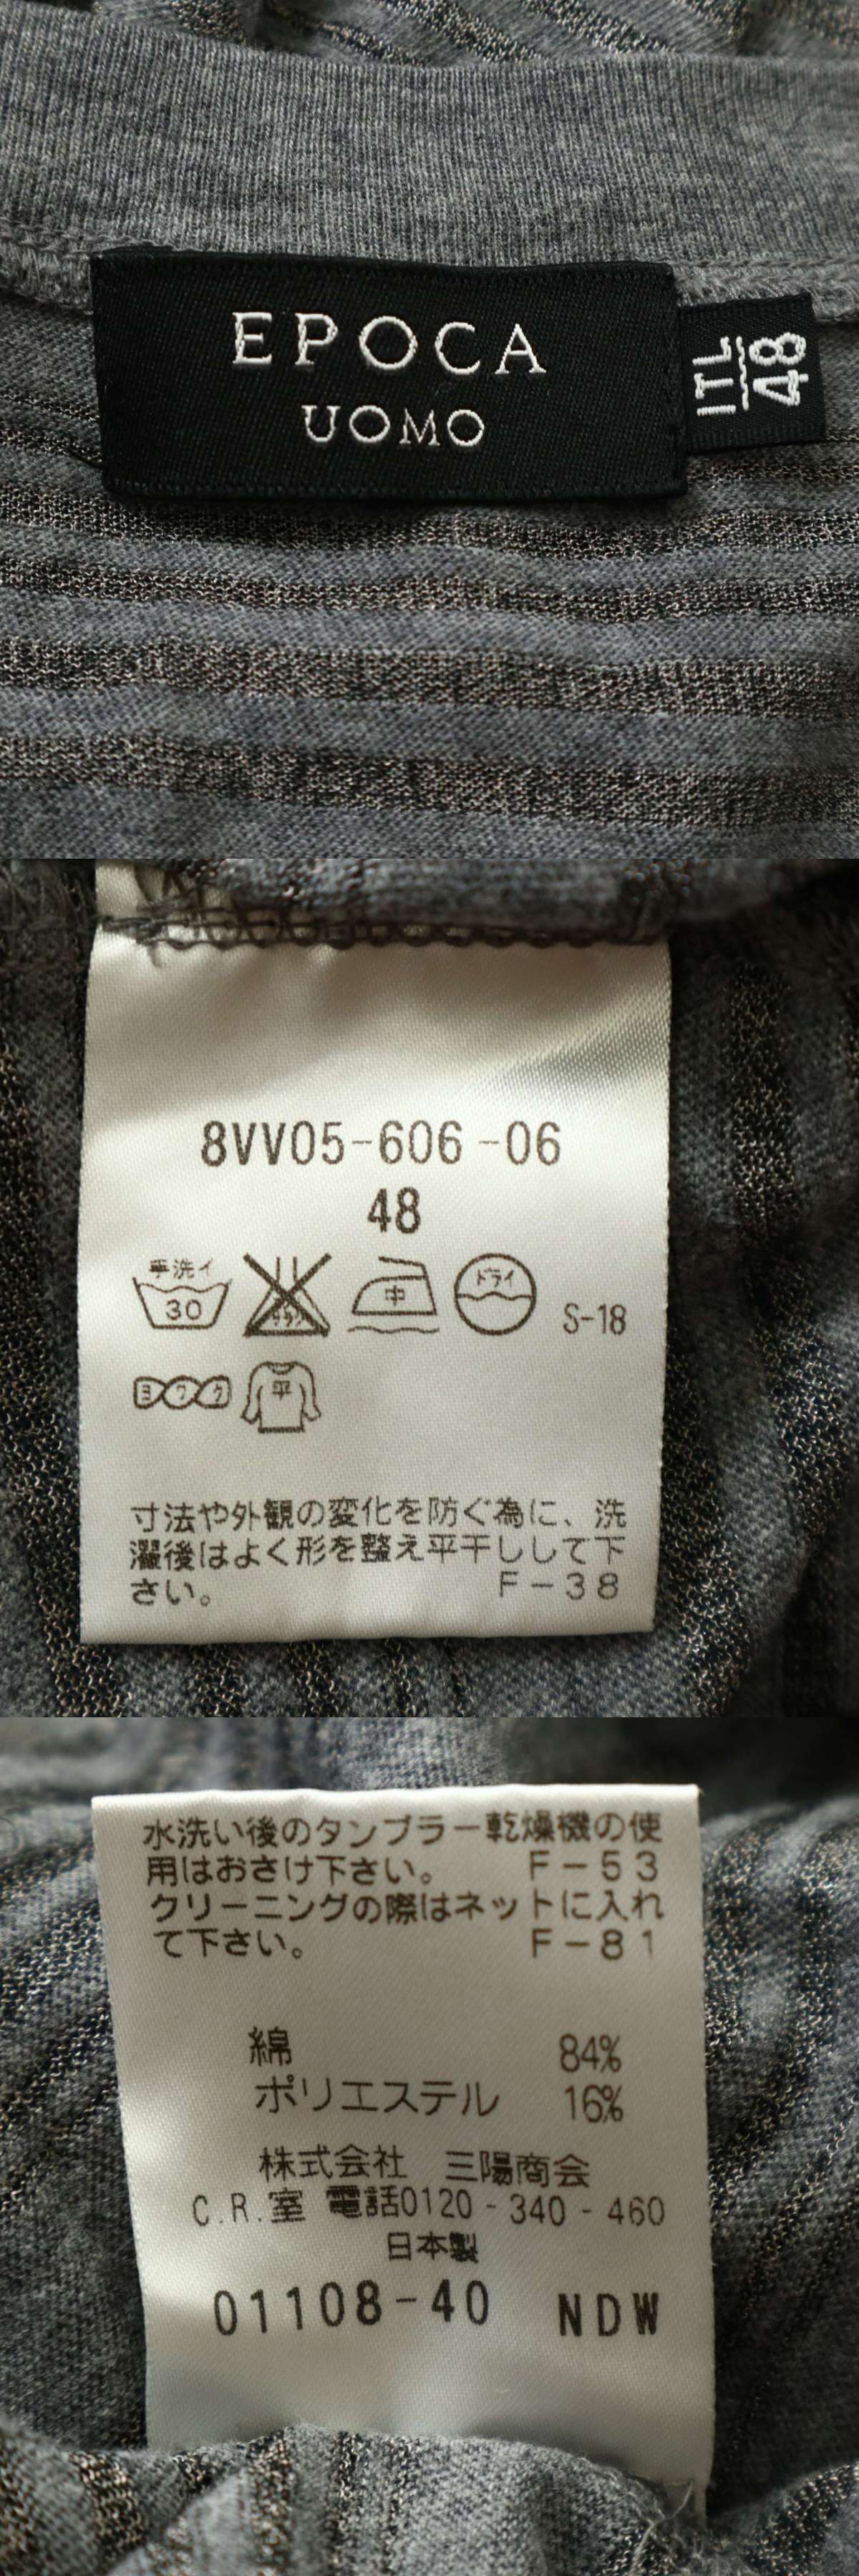 EPOCA
UOMO
ITL
48
8VV05-606-06
48
手洗イ
30
中
ドライ
S-18
ヨワク
平
寸法や外観の変化を防ぐ為に、洗
濯後はよく形を整え平干しして下
さい。 F-38
水洗い後のタンブラー乾燥機の使
用はおさけ下さい。 F-53
クリーニングの際はネットに入れ
て下さい。 F-81
綿 84%
ポリエステル 16%
株式会社 三陽商会
C.R.室 電話0120-340-460
日本製
01108-40 NDW